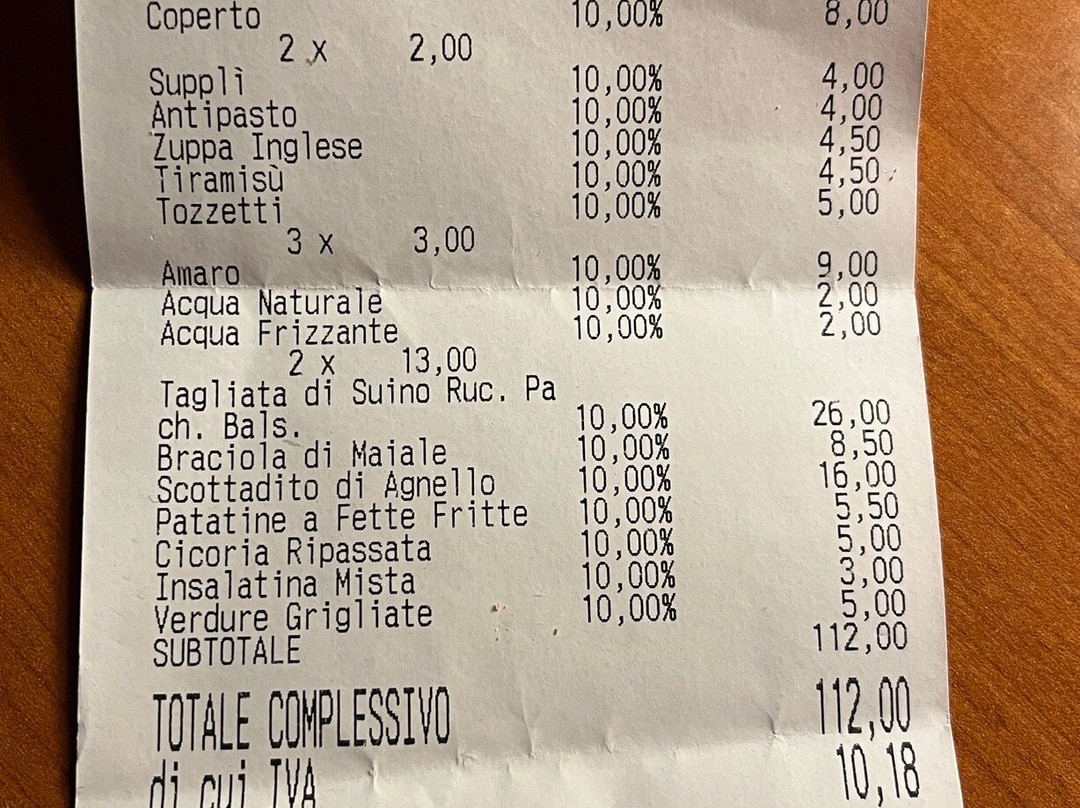 Coperto 10,00% 8,00
2 x 2,00
Supplì 10,00% 4,00
Antipasto 10,00% 4,00
Zuppa Inglese 10,00% 4,50
Tiramisù 10,00% 4,50
Tozzetti 10,00% 5,00
3 x 3,00
Amaro 10,00% 9,00
Acqua Naturale 10,00% 2,00
Acqua Frizzante 10,00% 2,00
2 x 13,00
Tagliata di Suino Ruc. Pa
ch. Bals. 10,00% 26,00
Braciola di Maiale 10,00% 8,50
Scottadito di Agnello 10,00% 16,00
Patatine a Fette Fritte 10,00% 5,50
Cicoria Ripassata 10,00% 5,00
Insalatina Mista 10,00% 3,00
Verdure Grigliate 10,00% 5,00
SUBTOTALE 112,00
TOTALE COMPLESSIVO 112,00
di cui IVA 10,18